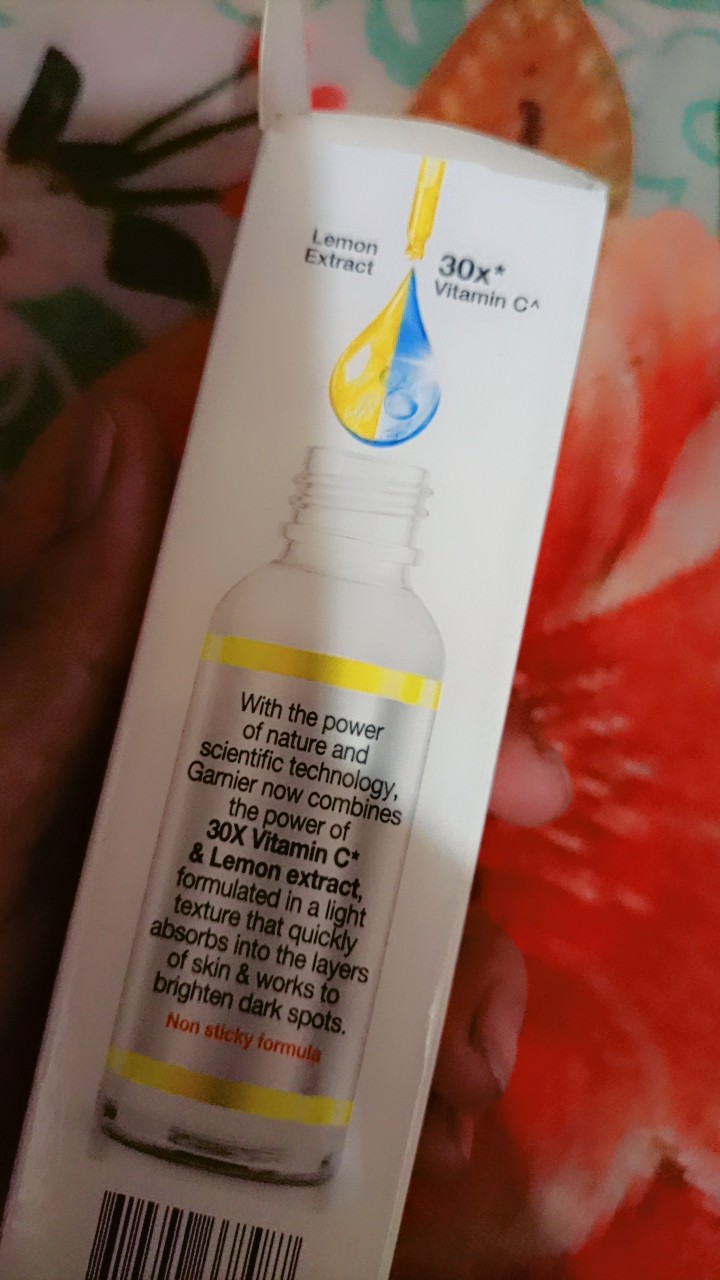 Lemon
Extract
30x*
Vitamin C^
With the power
of nature and
scientific technology,
Garnier now combines
the power of
30X Vitamin C*
& Lemon extract,
formulated in a light
texture that quickly
absorbs into the layers
of skin & works to
brighten dark spots.
Non sticky formula